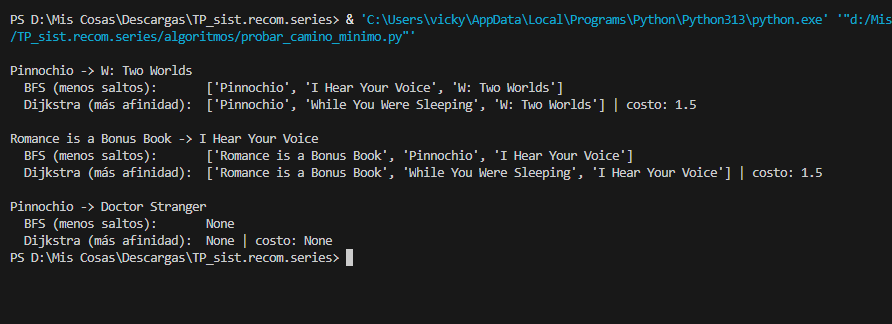 PS D:\Mis Cosas\Descargas\TP_sist.recom.series> & 'C:\Users\vicky\AppData\Local\Programs\Python\Python313\python.exe' '"d:/Mis
/TP_sist.recom.series/algoritmos/probar_camino_minimo.py"'
Pinnochio -> W: Two Worlds
BFS (menos saltos): ['Pinnochio', 'I Hear Your Voice', 'W: Two Worlds']
Dijkstra (más afinidad): ['Pinnochio', 'While You Were Sleeping', 'W: Two Worlds'] | costo: 1.5
Romance is a Bonus Book -> I Hear Your Voice
BFS (menos saltos): ['Romance is a Bonus Book', 'Pinnochio', 'I Hear Your Voice']
Dijkstra (más afinidad): ['Romance is a Bonus Book', 'While You Were Sleeping', 'I Hear Your Voice'] | costo: 1.5
Pinnochio -> Doctor Stranger
BFS (menos saltos): None
Dijkstra (más afinidad): None | costo: None
PS D:\Mis Cosas\Descargas\TP_sist.recom.series>